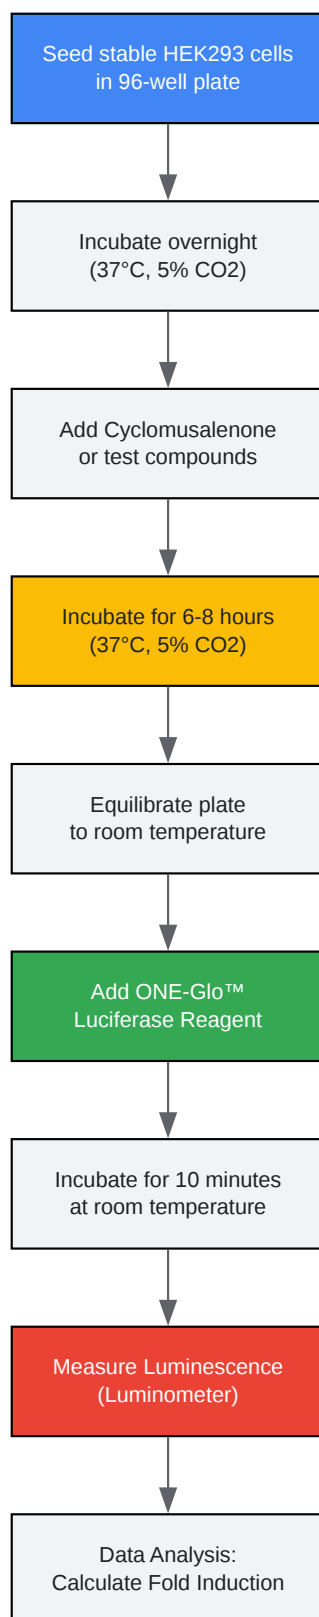 Seed stable HEK293 cells
in 96-well plate
Incubate overnight
(37°C, 5% CO2)
Add Cyclomusalenone
or test compounds
Incubate for 6-8 hours
(37°C, 5% CO2)
Equilibrate plate
to room temperature
Add ONE-Glo™
Luciferase Reagent
Incubate for 10 minutes
at room temperature
Measure Luminescence
(Luminometer)
Data Analysis:
Calculate Fold Induction